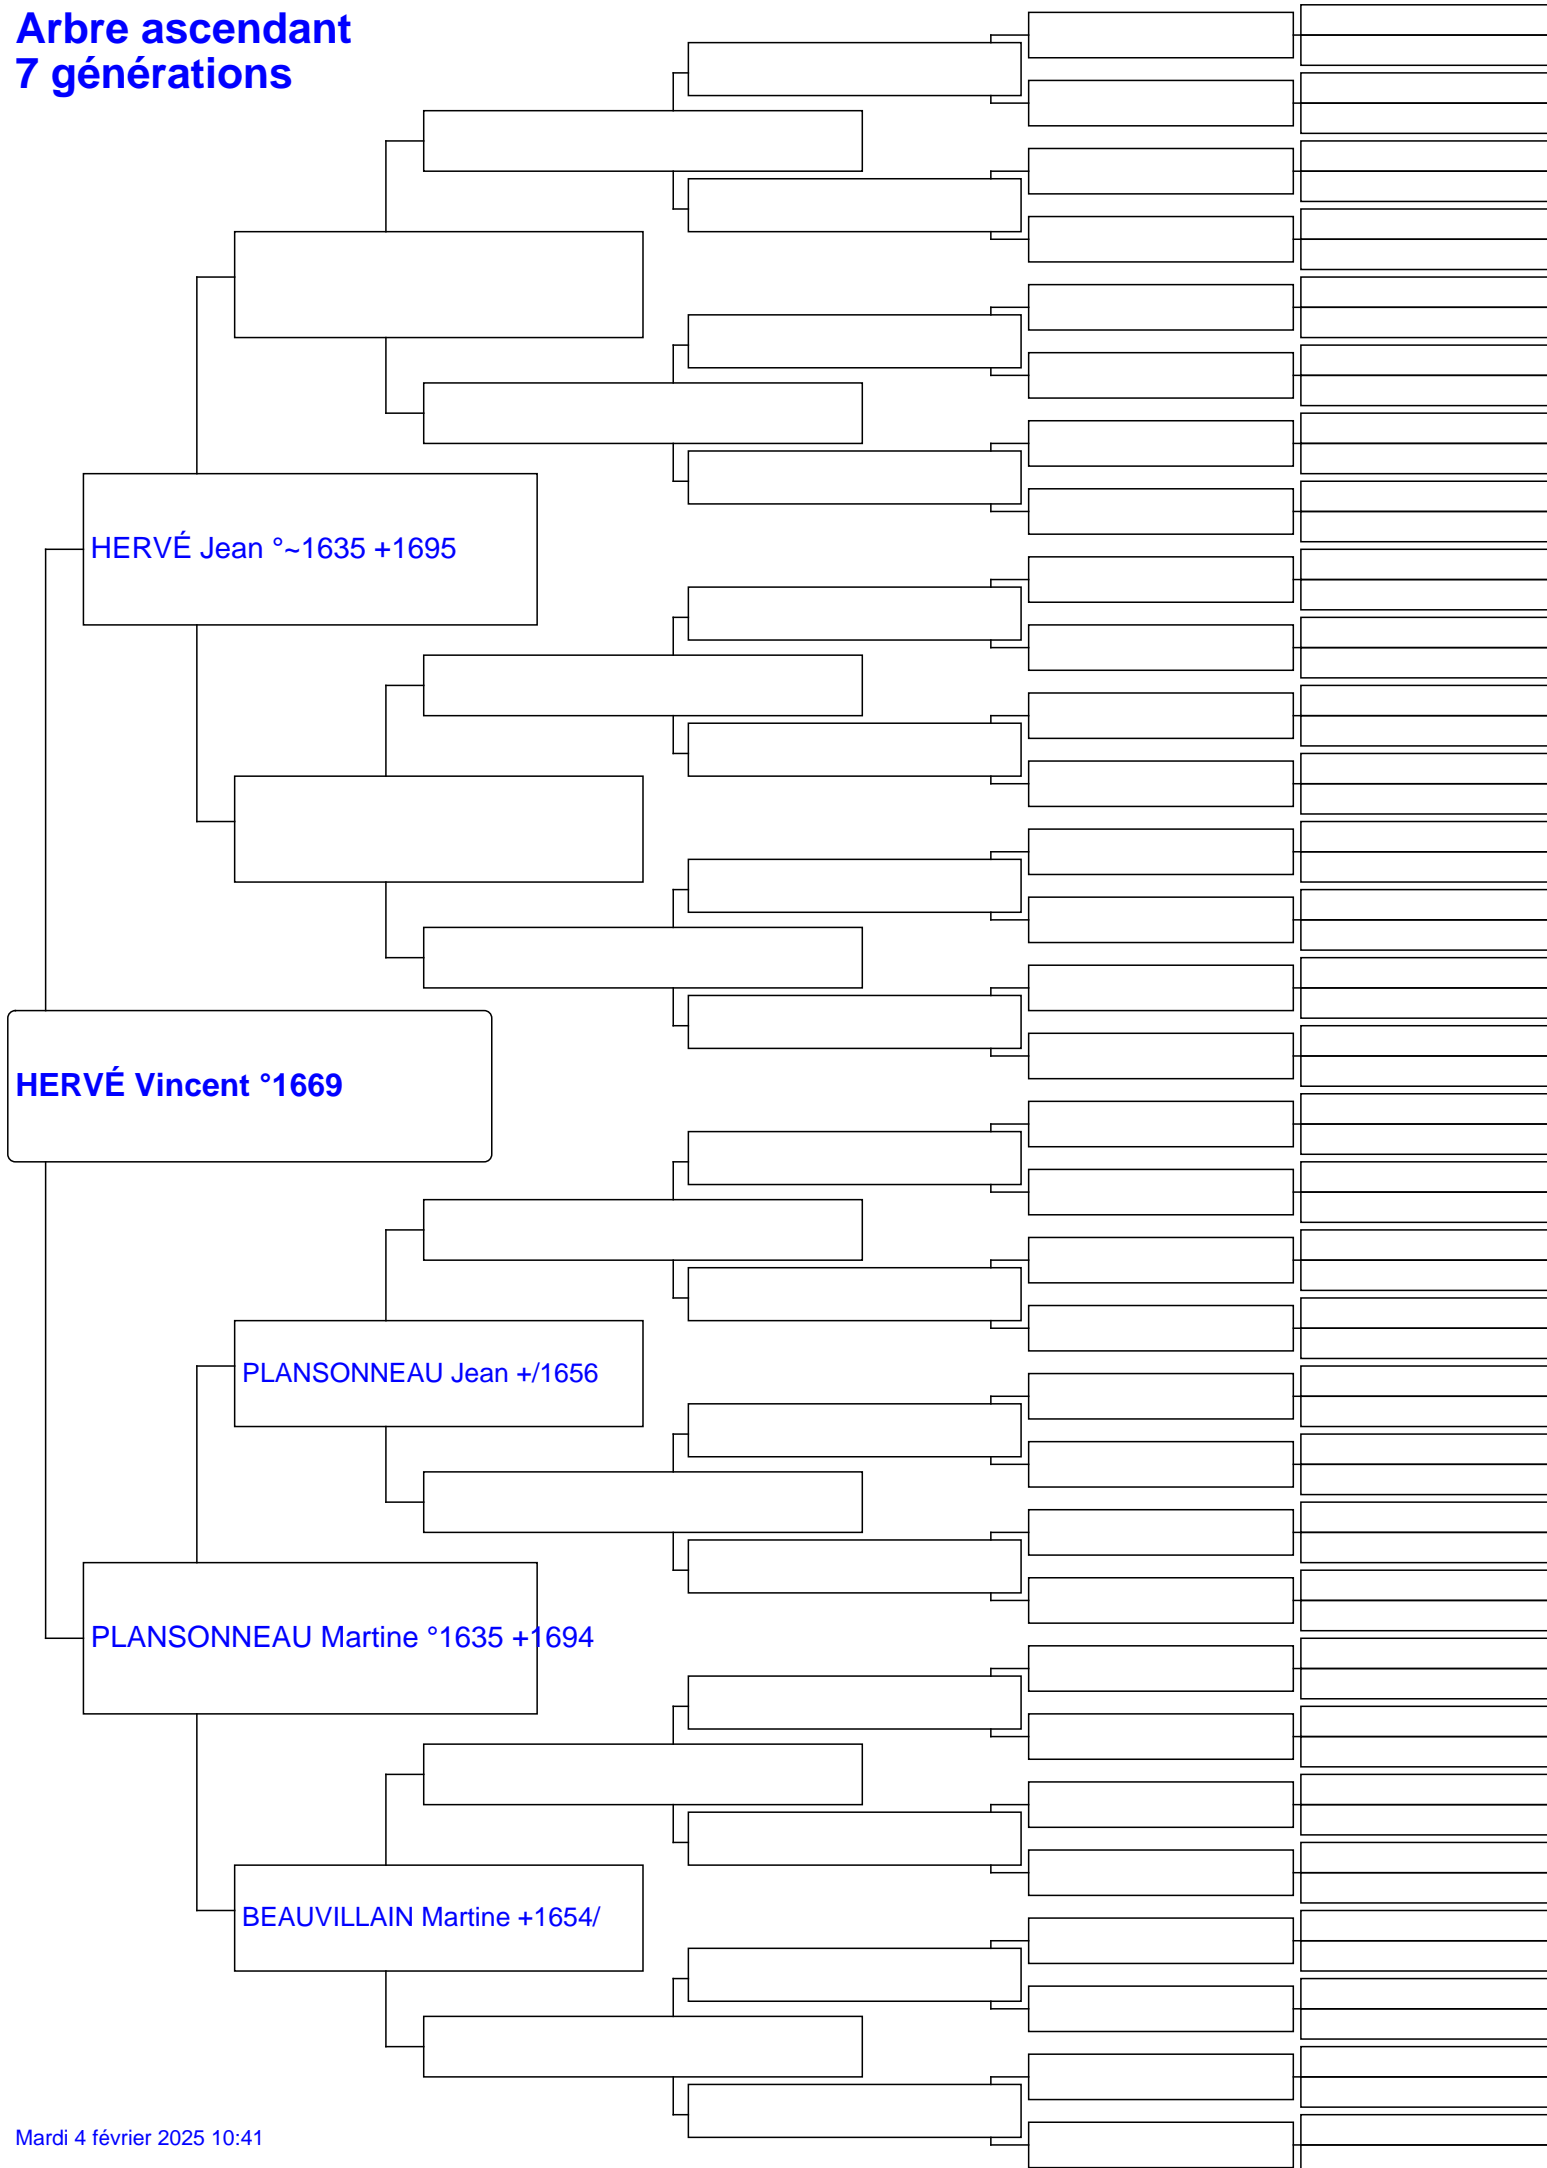 Arbre ascendant
7 générations
HERVÉ Jean °~1635 +1695
HERVÉ Vincent °1669
PLANSONNEAU Jean +/1656
PLANSONNEAU Martine °1635 +1694
BEAUVILLAIN Martine +1654/
Mardi 4 février 2025 10:41